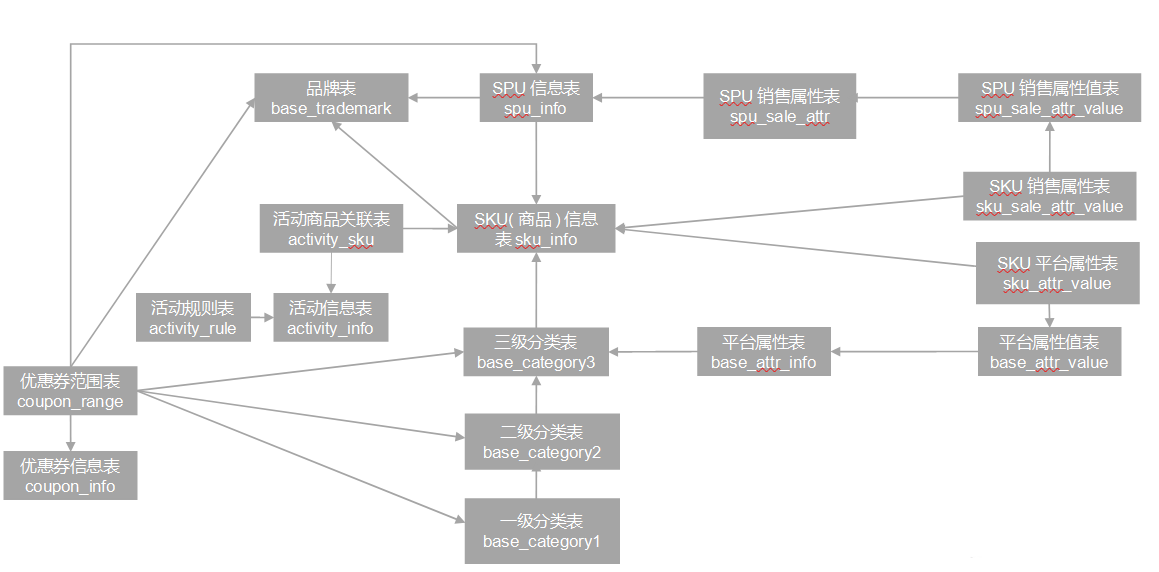 品牌表
base_trademark
SPU 信息表
spu_info
SPU 销售属性表
spu_sale_attr
SPU 销售属性值表
spu_sale_attr_value
SKU 销售属性表
sku_sale_attr_value
活动商品关联表
activity_sku
SKU( 商品 ) 信息
表 sku_info
SKU 平台属性表
sku_attr_value
活动规则表
activity_rule
活动信息表
activity_info
三级分类表
base_category3
平台属性表
base_attr_info
平台属性值表
base_attr_value
优惠券范围表
coupon_range
二级分类表
base_category2
优惠券信息表
coupon_info
一级分类表
base_category1